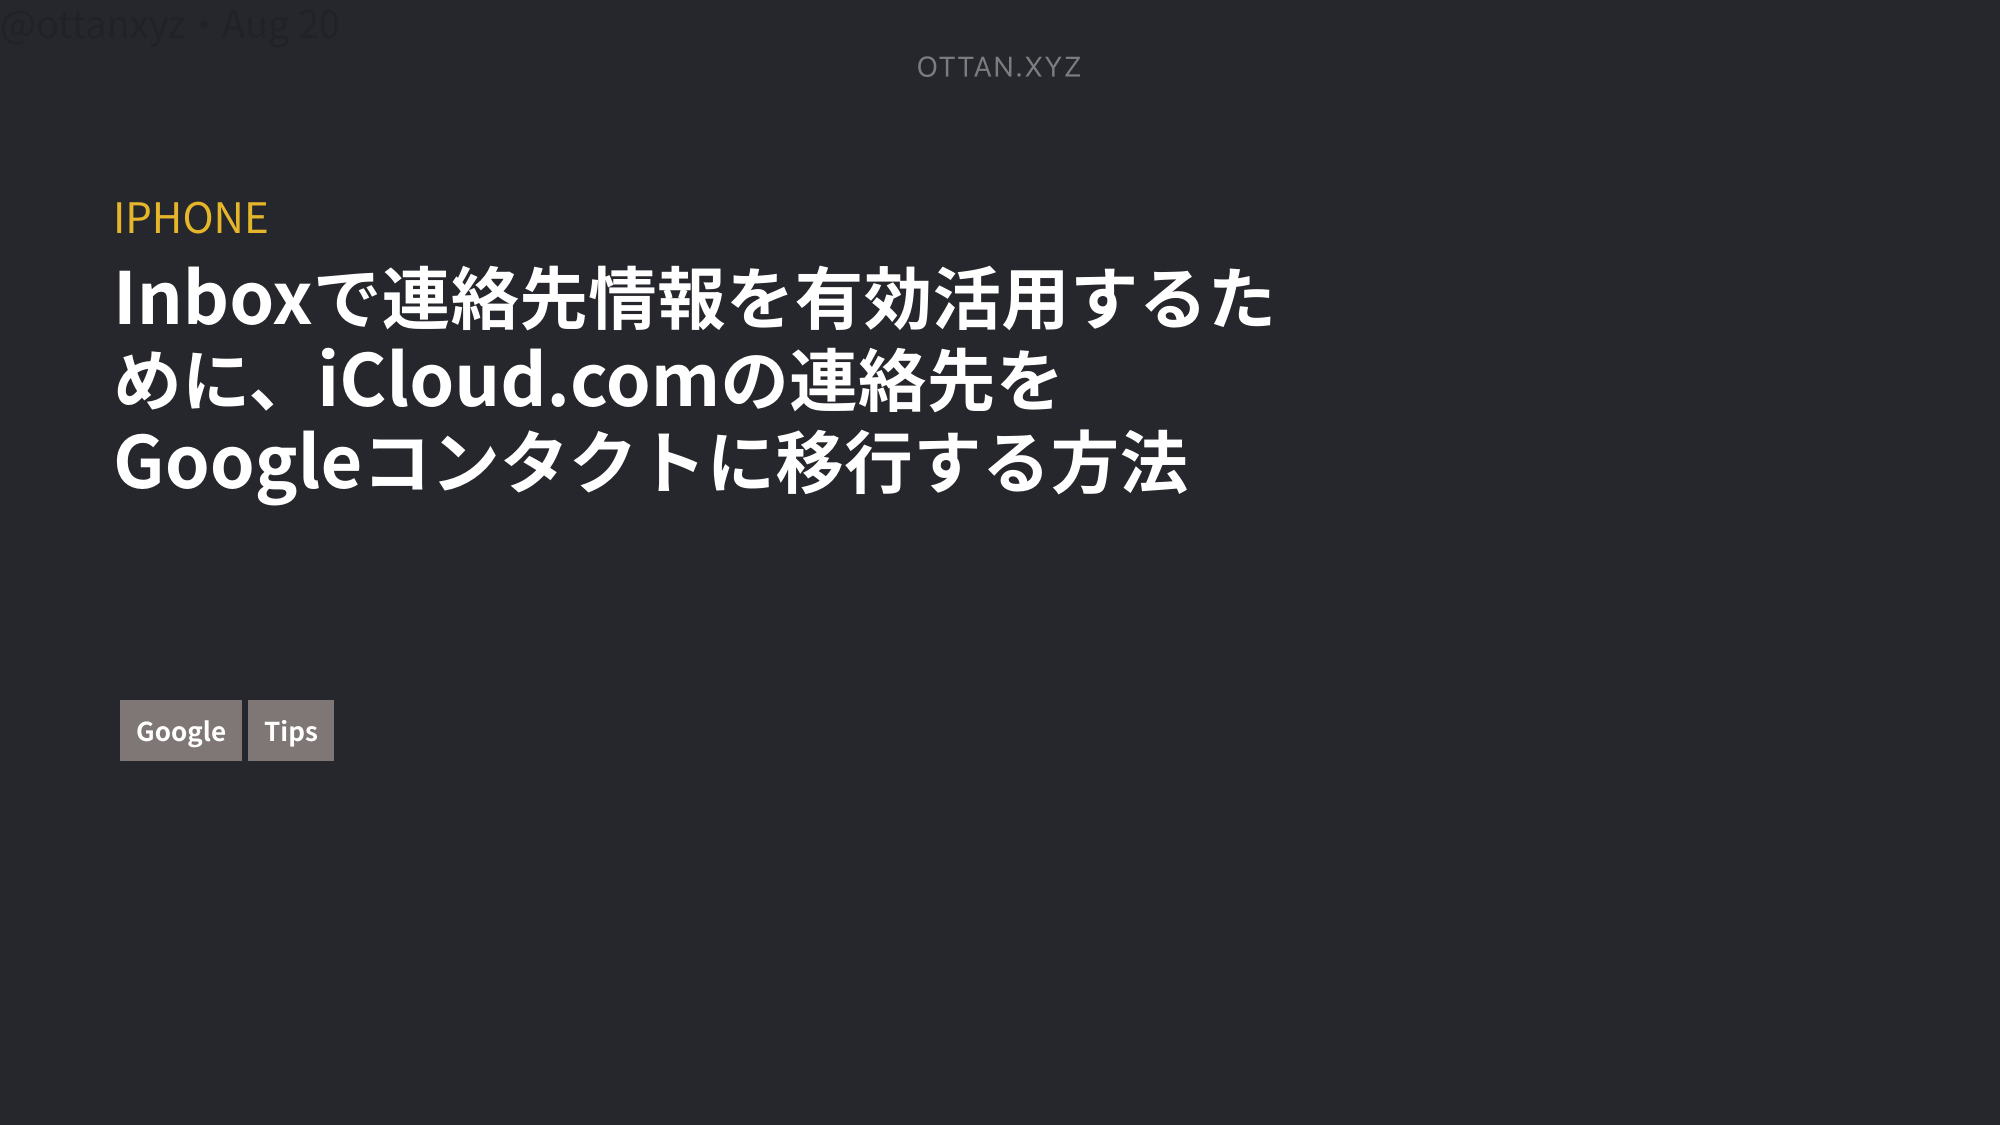 @ottanxyz・Aug 20
OTTAN.XYZ
IPHONE
Inboxで連絡先情報を有効活用するた
めに、iCloud.comの連絡先を
Googleコンタクトに移行する方法
Google Tips